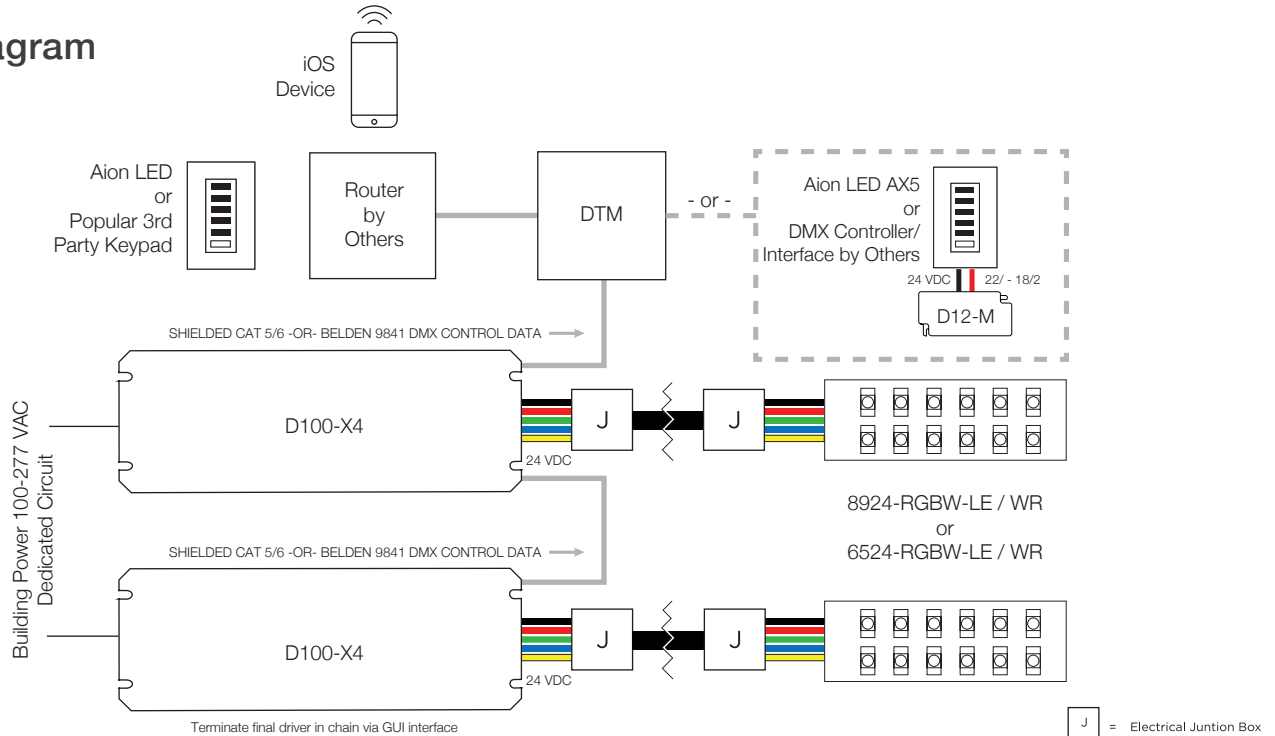 agram
iOS
Device
Aion LED
or
Popular 3rd
Party Keypad
Router
by
Others
DTM
- or -
Aion LED AX5
or
DMX Controller/
Interface by Others
24 VDC
22/ - 18/2
D12-M
SHIELDED CAT 5/6 -OR- BELDEN 9841 DMX CONTROL DATA
Building Power 100-277 VAC
Dedicated Circuit
D100-X4
24 VDC
J
J
8924-RGBW-LE / WR
or
6524-RGBW-LE / WR
SHIELDED CAT 5/6 -OR- BELDEN 9841 DMX CONTROL DATA
D100-X4
24 VDC
J
J
Terminate final driver in chain via GUI interface
J = Electrical Juntion Box